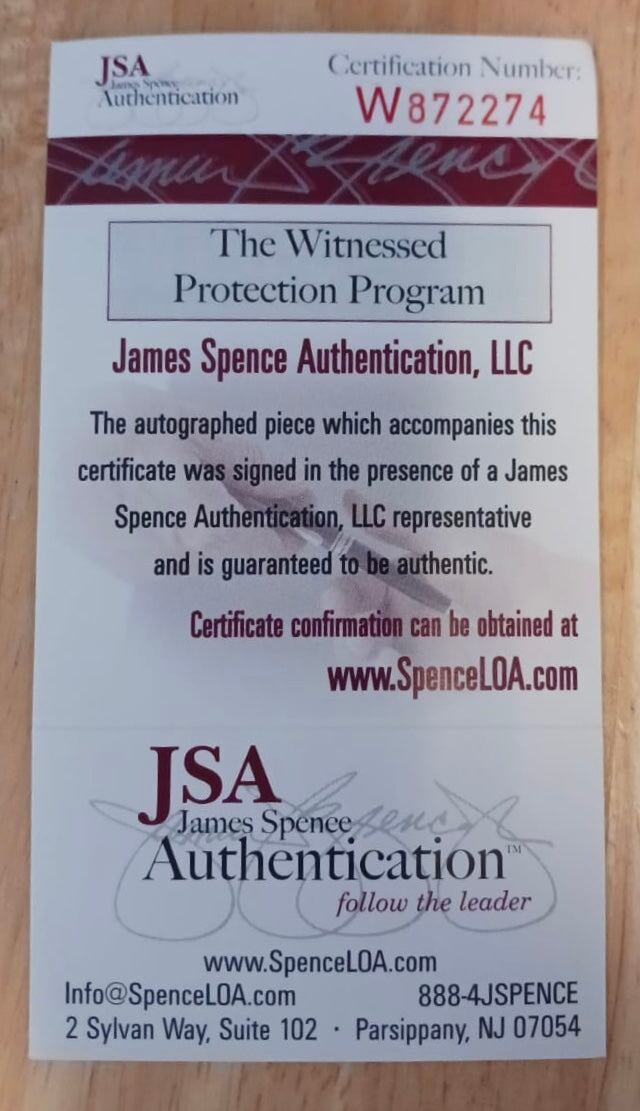 JSA
James Spence
Authentication
Certification Number:
W872274
The Witnessed
Protection Program
James Spence Authentication, LLC
The autographed piece which accompanies this
certificate was signed in the presence of a James
Spence Authentication, LLC representative
and is guaranteed to be authentic.
Certificate confirmation can be obtained at
www.SpenceLOA.com
JSA
James Spence
Authentication™
follow the leader
www.SpenceLOA.com
Info@SpenceLOA.com 888-4JSPENCE
2 Sylvan Way, Suite 102 · Parsippany, NJ 07054